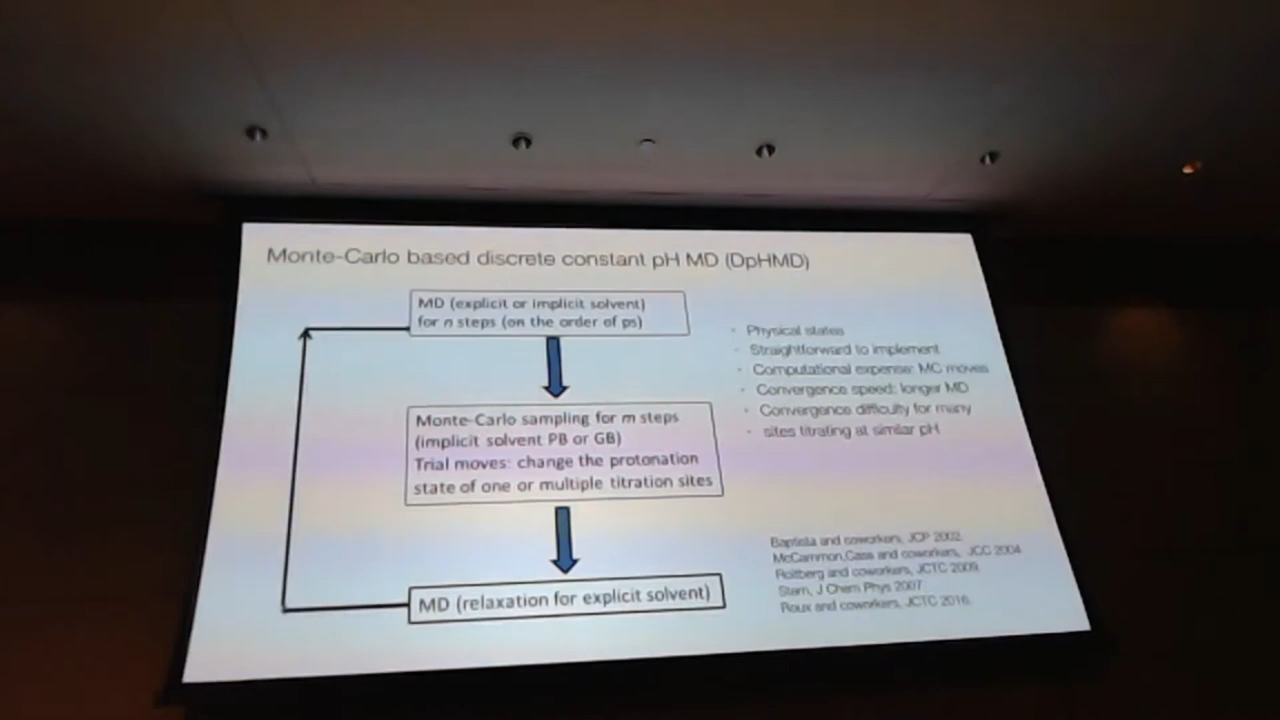 Monte-Carlo based discrete constant pH MD (DpHMD)
MD (explicit or implicit solvent)
for n steps (on the order of ps)
Monte-Carlo sampling for m steps
(implicit solvent PB or GB)
Trial moves: change the protonation
state of one or multiple titration sites
MD (relaxation for explicit solvent)
- Physical states
- Straightforward to implement
- Computational expense: MC moves
- Convergence speed: longer MD
- Convergence difficulty for many
- sites titrating at similar pH
Baptista and coworkers, JCP 2002.
McCammon,Case and coworkers, JCC 2004
Roitberg and coworkers, JCTC 2009.
Stern, J Chem Phys 2007
Roux and coworkers, JCTC 2016.